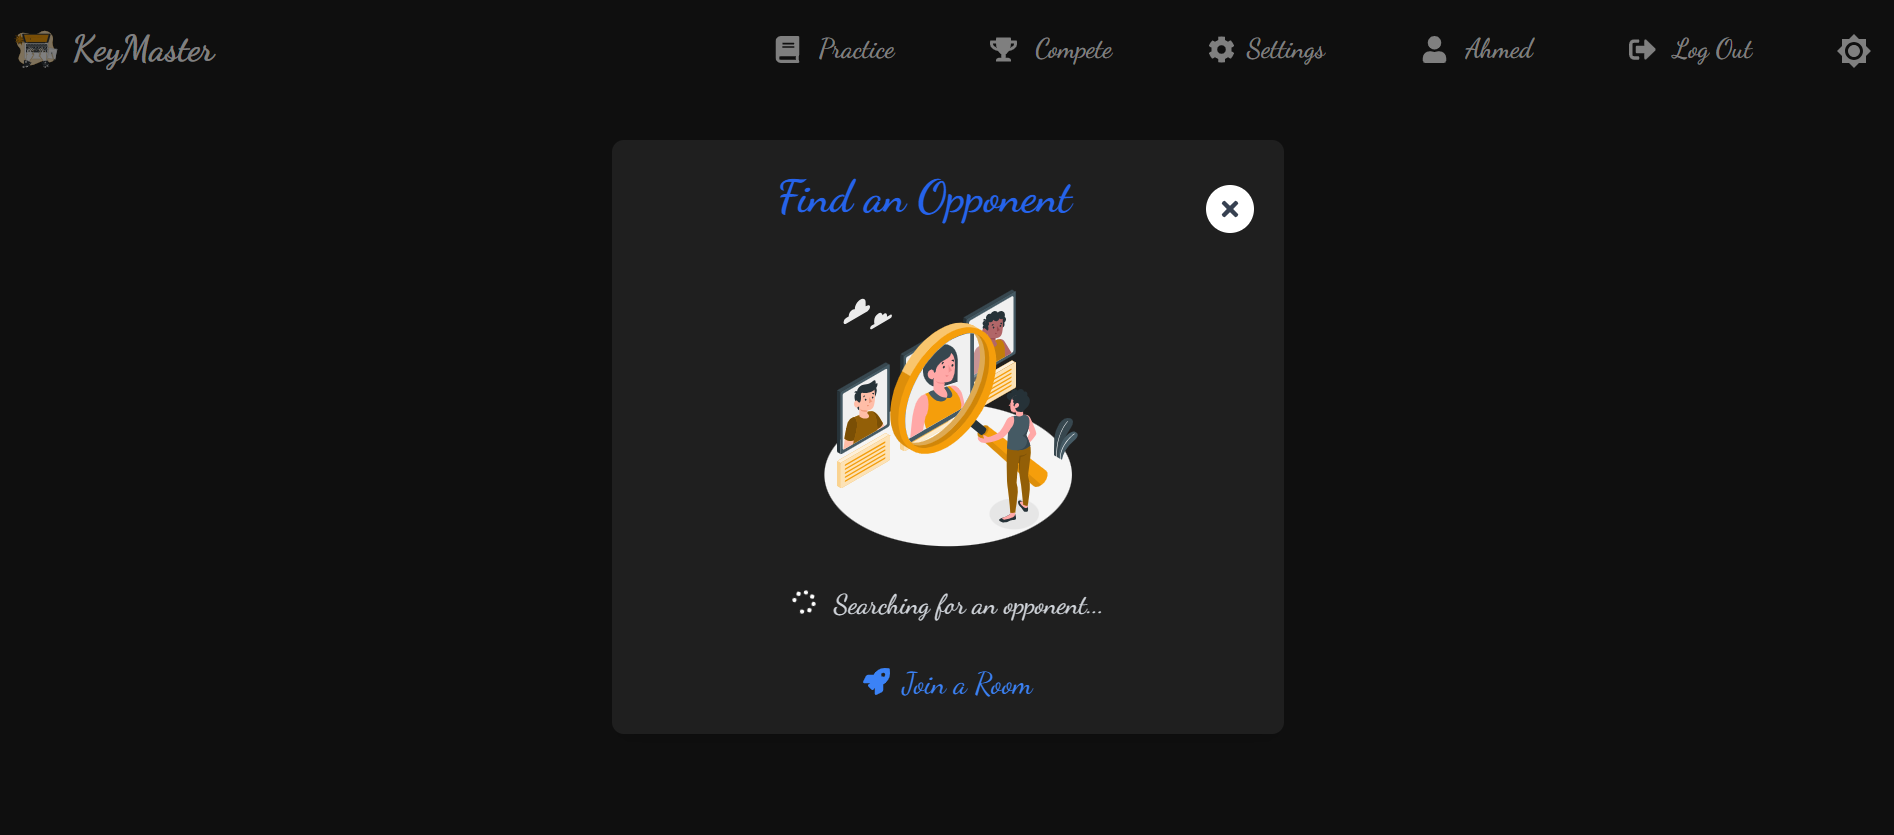 KeyMaster
Practice
Compete
Settings
Ahmed
Log Out
Find an Opponent
Searching for an opponent...
Join a Room